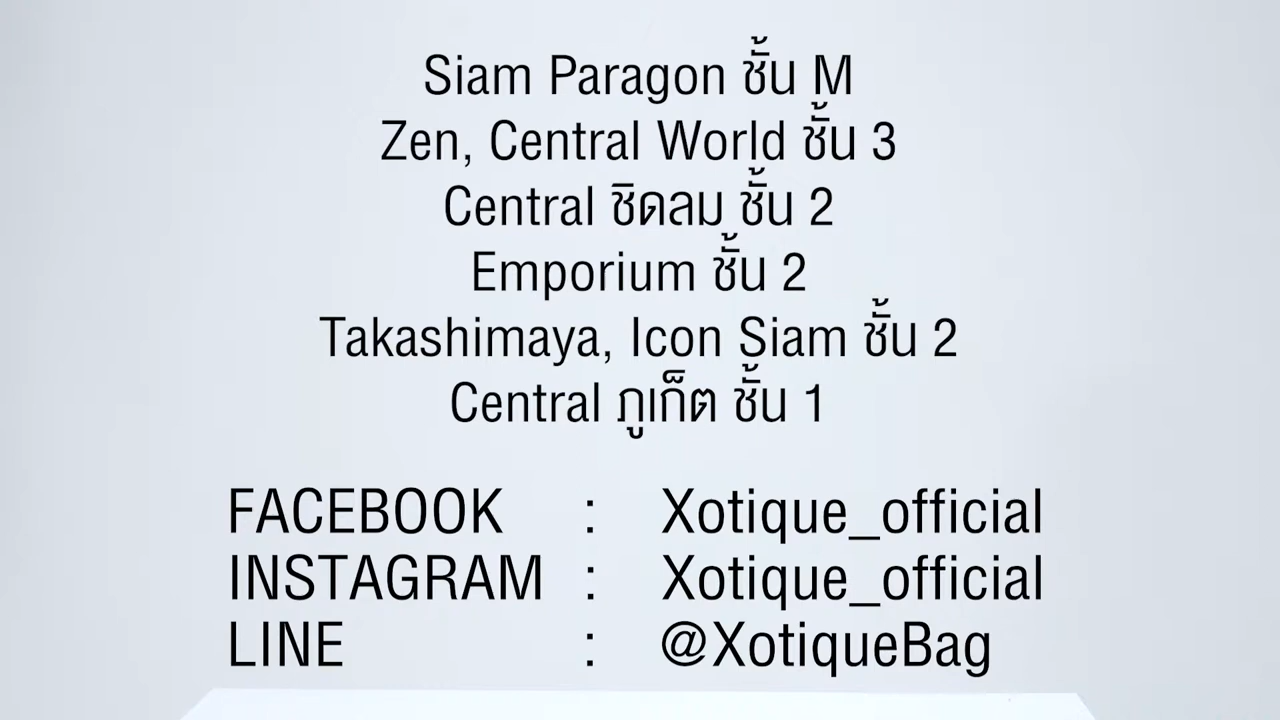 Siam Paragon ชั้น M
Zen, Central World ชั้น 3
Central ชิดลม ชั้น 2
Emporium ชั้น 2
Takashimaya, Icon Siam ชั้น 2
Central ภูเก็ต ชั้น 1
FACEBOOK : Xotique_official
INSTAGRAM : Xotique_official
LINE : @XotiqueBag